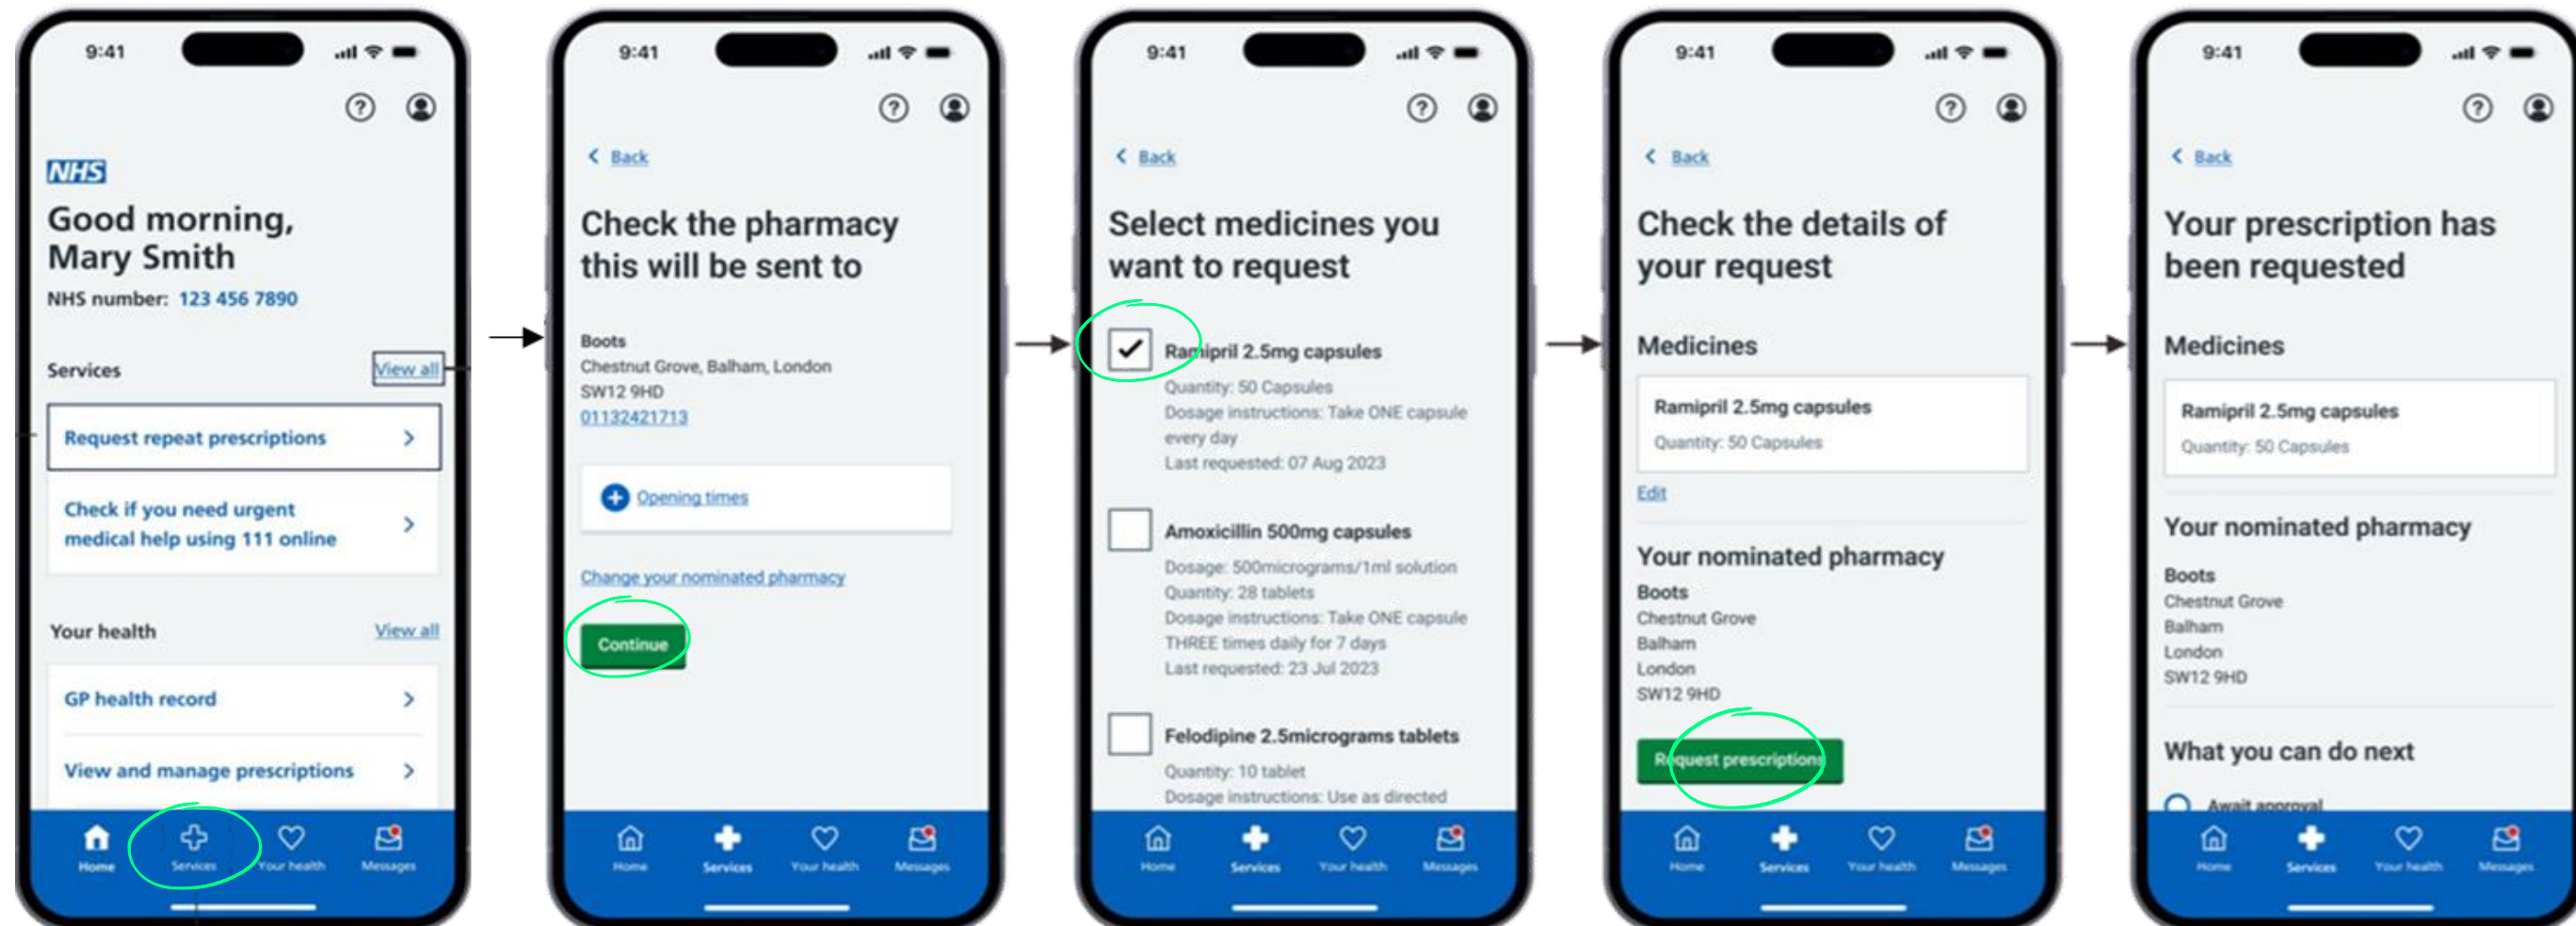 9:41
NHS
Good morning,
Mary Smith
NHS number: 123 456 7890
Services
View all
Request repeat prescriptions
Check if you need urgent
medical help using 111 online
Your health
View all
GP health record
View and manage prescriptions
Home
Services
Your health
Messages
9:41
Back
Check the pharmacy
this will be sent to
Boots
Chestnut Grove, Balham, London
SW12 9HD
01132421713
Opening times
Change your nominated pharmacy
Continue
Home
Services
Your health
Messages
9:41
Back
Select medicines you
want to request
Ramipril 2.5mg capsules
Quantity: 50 Capsules
Dosage instructions: Take ONE capsule
every day
Last requested: 07 Aug 2023
Amoxicillin 500mg capsules
Dosage: 500micrograms/1ml solution
Quantity: 28 tablets
Dosage instructions: Take ONE capsule
THREE times daily for 7 days
Last requested: 23 Jul 2023
Felodipine 2.5micrograms tablets
Quantity: 10 tablet
Dosage instructions: Use as directed
Home
Services
Your health
Messages
9:41
Back
Check the details of
your request
Medicines
Ramipril 2.5mg capsules
Quantity: 50 Capsules
Edit
Your nominated pharmacy
Boots
Chestnut Grove
Balham
London
SW12 9HD
Request prescriptions
Home
Services
Your health
Messages
9:41
Back
Your prescription has
been requested
Medicines
Ramipril 2.5mg capsules
Quantity: 50 Capsules
Your nominated pharmacy
Boots
Chestnut Grove
Balham
London
SW12 9HD
What you can do next
Await approval
Home
Services
Your health
Messages